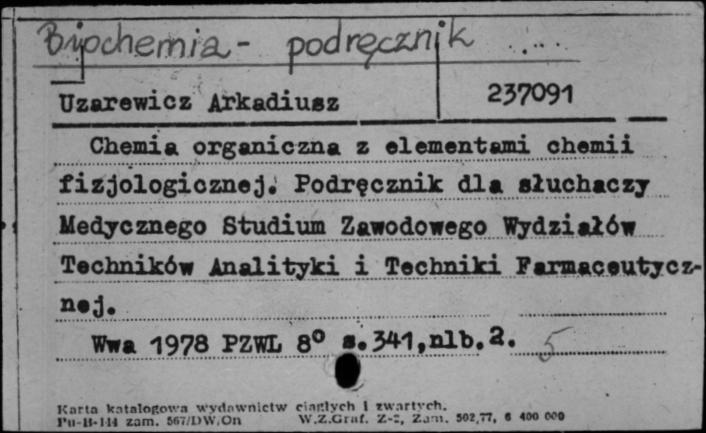 Biochemia - podręcznik
Uzarewicz Arkadiusz 237091
Chemia organiczna z elementami chemii
fizjologicznej. Podręcznik dla słuchaczy
Medycznego Studium Zawodowego Wydziałów
Techników Analityki i Techniki Farmaceutycz-
nej.
Wwa 1978 PZWL 8° s.341,nlb.2. 5
Karta katalogowa wydawnictw ciągłych i zwartych.
Pu-B-144 zam. 567/DW/On W.Z.Graf. Z-2, Zam. 502/77, 6 400 000